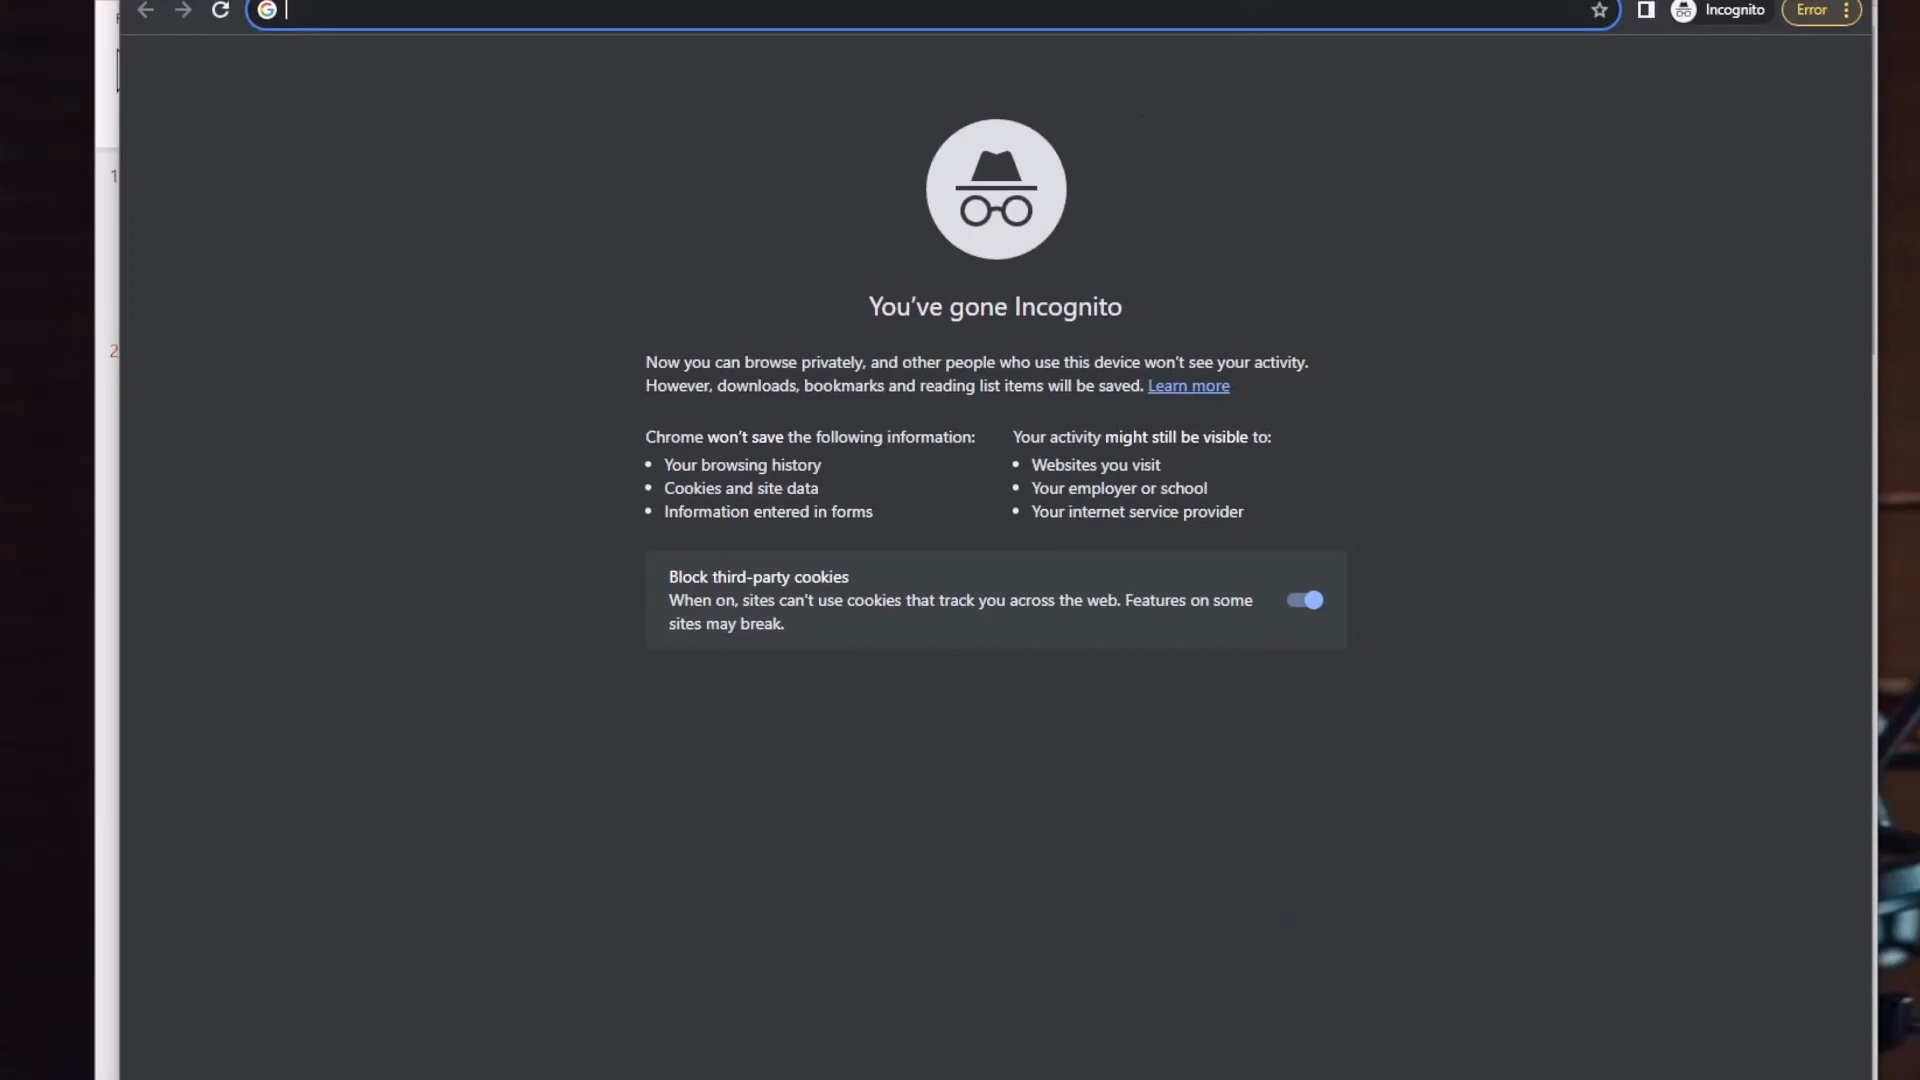 Incognito
Error
1
2
You've gone Incognito
Now you can browse privately, and other people who use this device won't see your activity.
However, downloads, bookmarks and reading list items will be saved. Learn more
Chrome won't save the following information:
• Your browsing history
• Cookies and site data
• Information entered in forms
Your activity might still be visible to:
• Websites you visit
• Your employer or school
• Your internet service provider
Block third-party cookies
When on, sites can't use cookies that track you across the web. Features on some
sites may break.